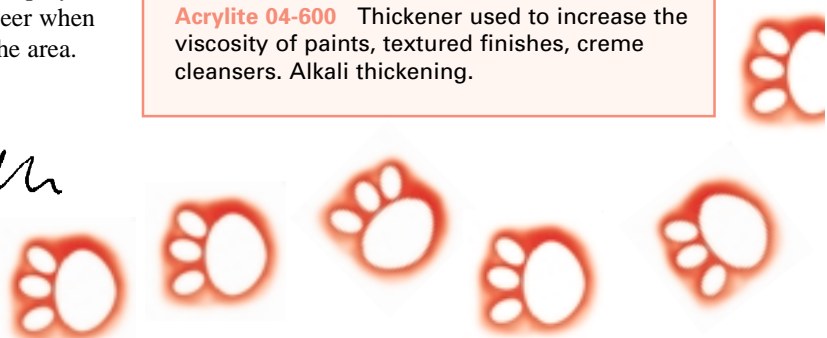 eer when
he area.
Acrylite 04-600 Thickener used to increase the
viscosity of paints, textured finishes, creme
cleansers. Alkali thickening.